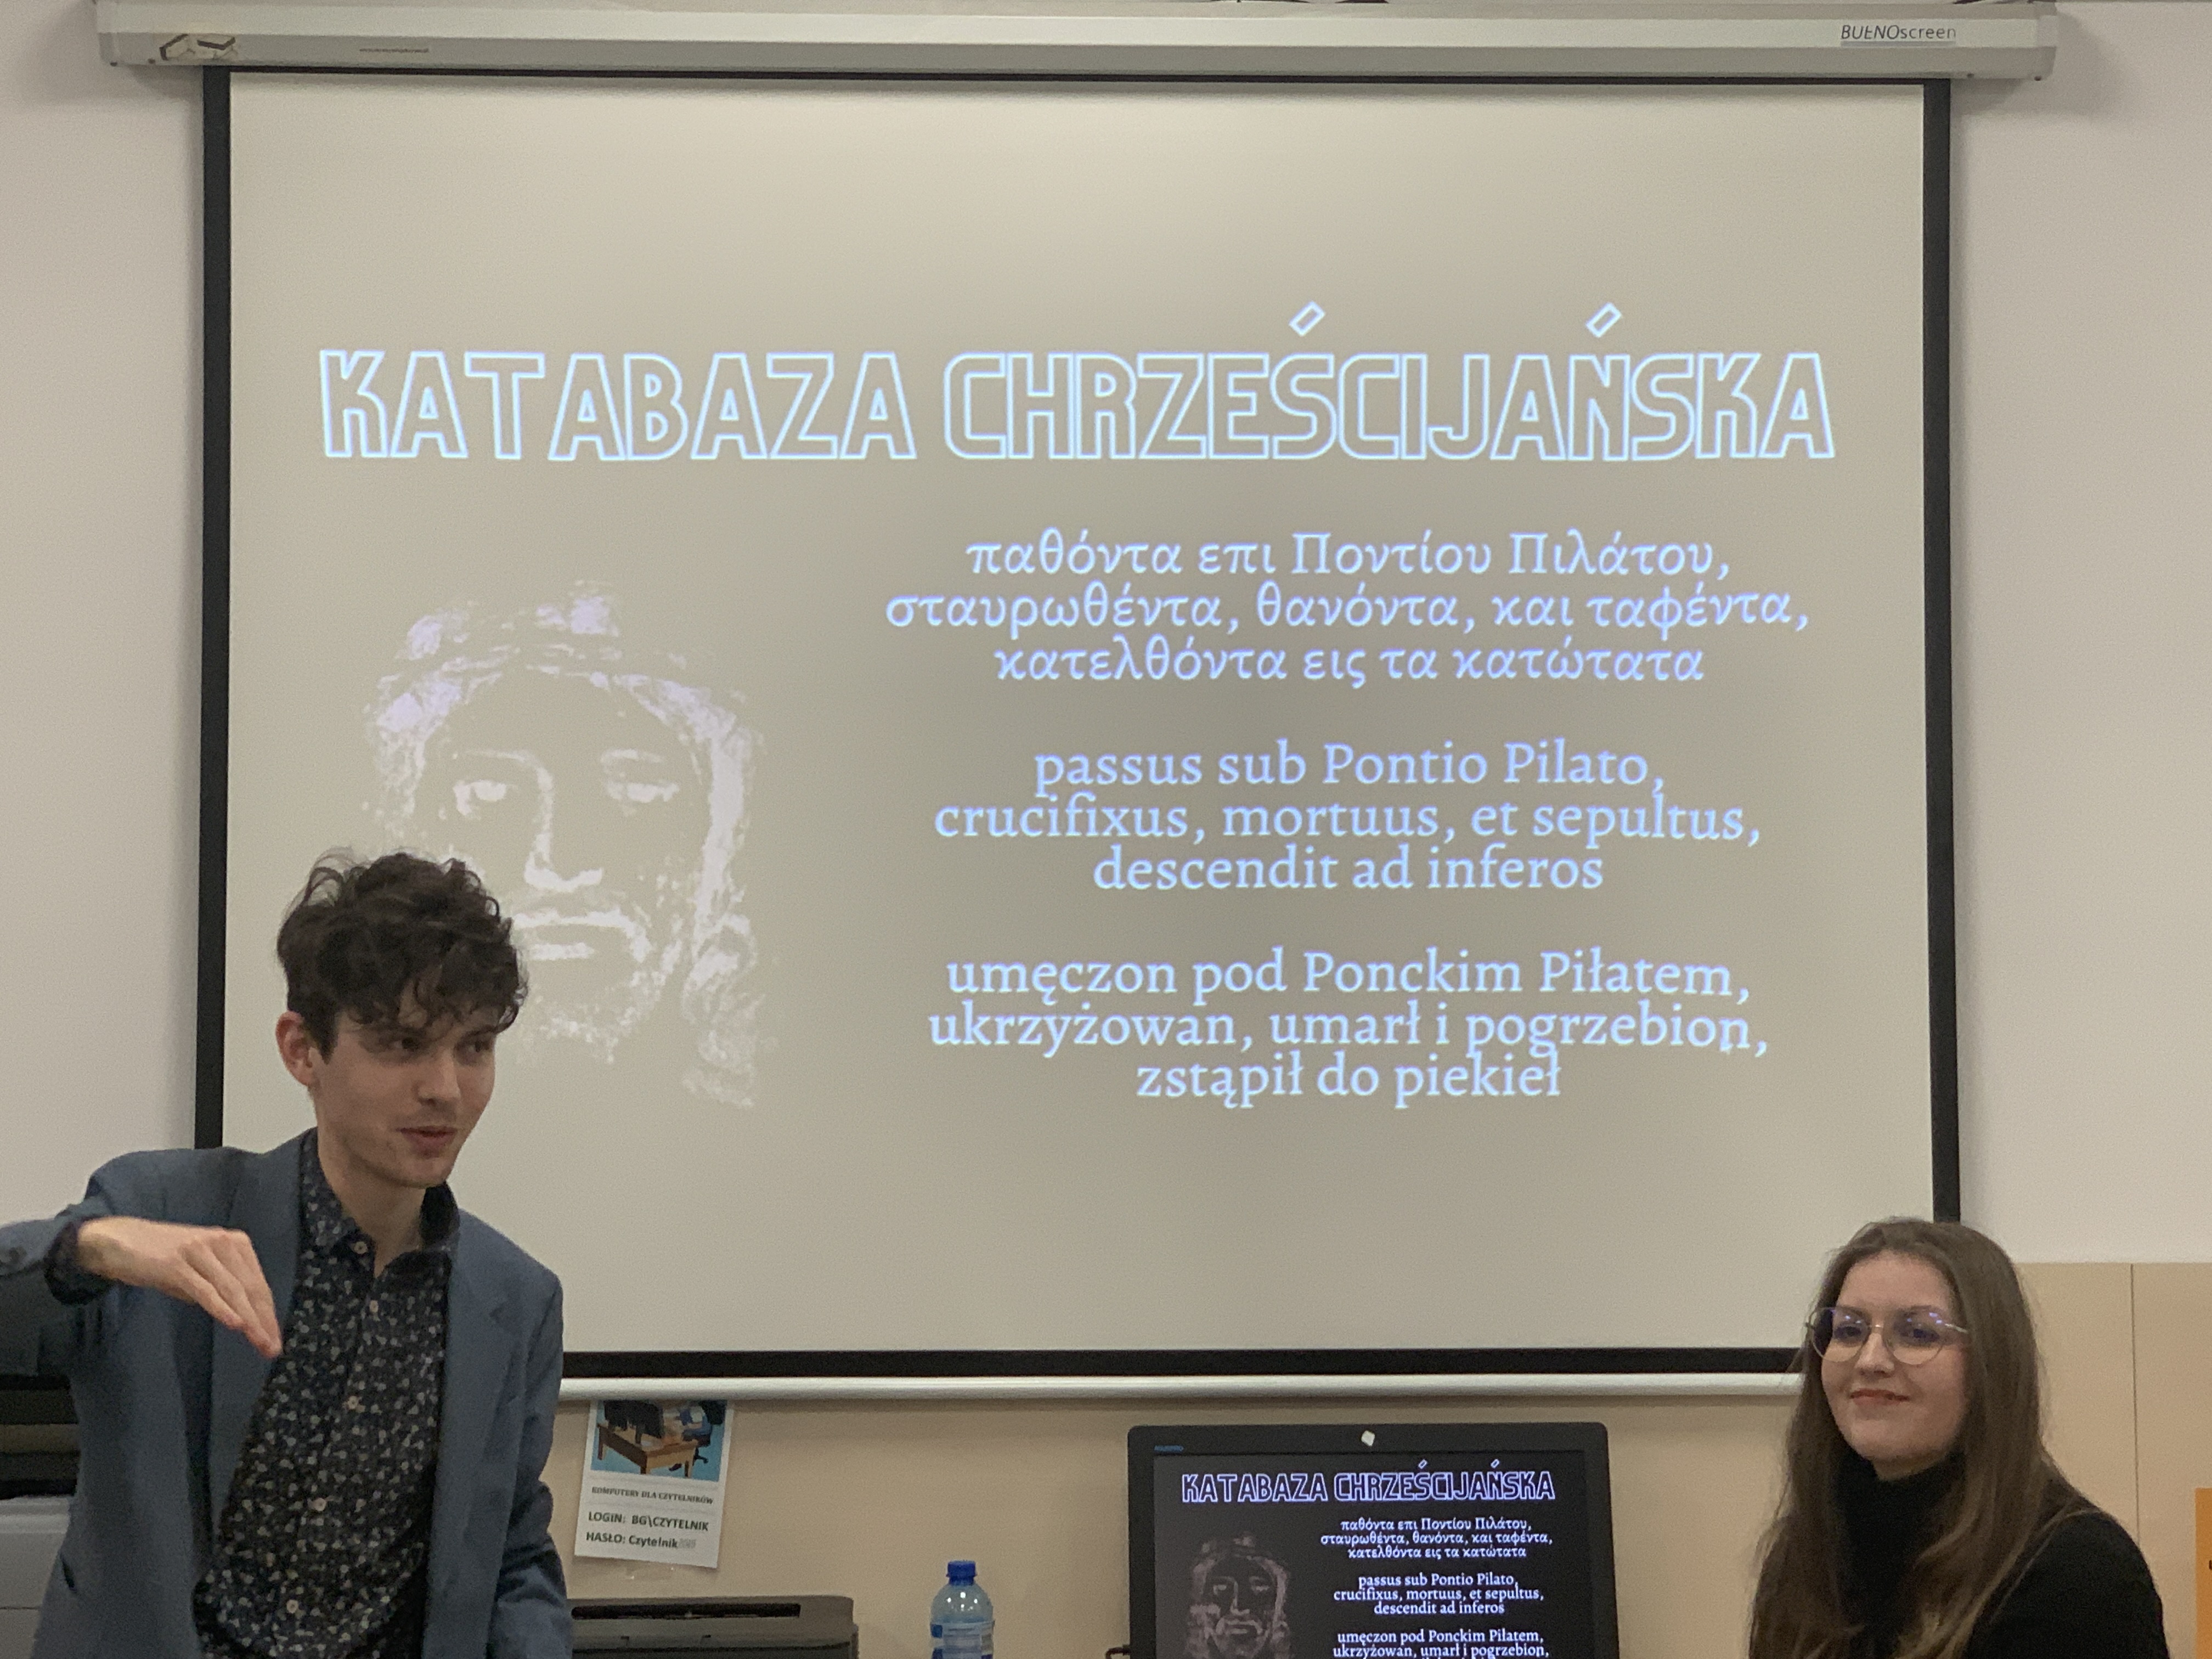 BUENOscreen
KATABAZA CHRZEŚCIJAŃSKA
παθόντα επι Ποντίου Πιλάτου,
σταυρωθέντα, θανόντα, και ταφέντα,
κατελθόντα εις τα κατώτατα
passus sub Pontio Pilato,
crucifixus, mortuus, et sepultus,
descendit ad inferos
umęczon pod Ponckim Piłatem,
ukrzyżowan, umarł i pogrzebion,
zstąpił do piekieł
KOMPUTERY DLA CZYTELNIKÓW
LOGIN: BG\CZYTELNIK
HASŁO: Czytelnik
KATABAZA CHRZEŚCIJAŃSKA
παθόντα επι Ποντίου Πιλάτου,
σταυρωθέντα, θανόντα, και ταφέντα,
κατελθόντα εις τα κατώτατα
passus sub Pontio Pilato,
crucifixus, mortuus, et sepultus,
descendit ad inferos
umęczon pod Ponckim Piłatem,
ukrzyżowan, umarł i pogrzebion,